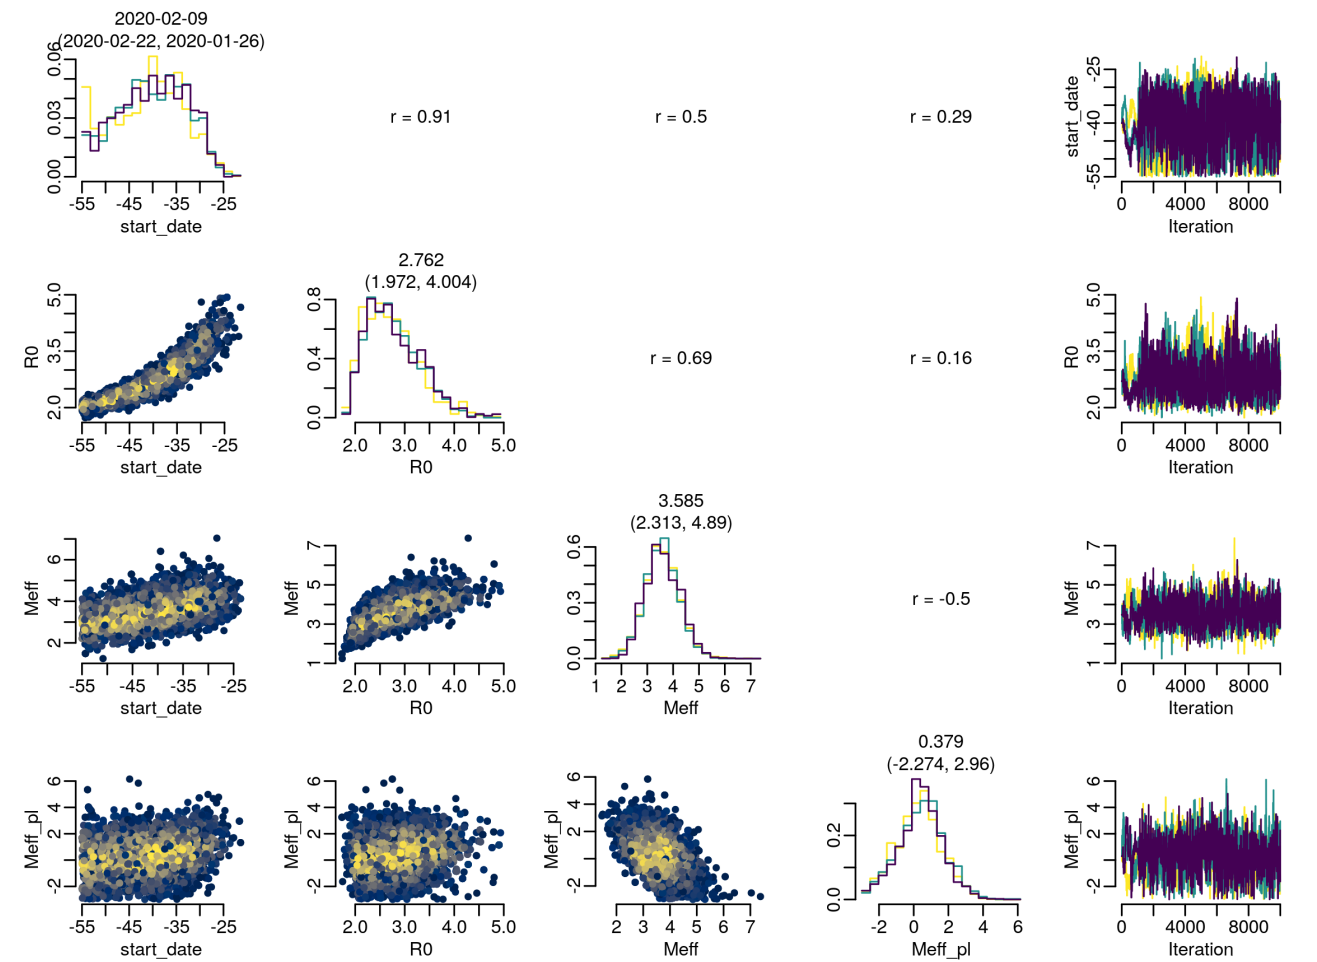 2020-02-09
(2020-02-22, 2020-01-26)
0.00 0.03 0.06
-55 -45 -35 -25
start_date
r = 0.91
r = 0.5
r = 0.29
start_date
-55 -40 -25
0 4000 8000
Iteration
R0
2.0 3.5 5.0
-55 -45 -35 -25
start_date
2.762
(1.972, 4.004)
0.0 0.4 0.8
2.0 3.0 4.0 5.0
R0
r = 0.69
r = 0.16
R0
2.0 3.5 5.0
0 4000 8000
Iteration
Meff
2 4 6
-55 -45 -35 -25
start_date
Meff
1 3 5 7
2.0 3.0 4.0 5.0
R0
3.585
(2.313, 4.89)
0.0 0.3 0.6
1 2 3 4 5 6 7
Meff
r = -0.5
Meff
1 3 5 7
0 4000 8000
Iteration
Meff_pl
-2 2 4 6
-55 -45 -35 -25
start_date
Meff_pl
-2 2 4 6
2.0 3.0 4.0 5.0
R0
Meff_pl
-2 2 6
2 3 4 5 6 7
Meff
0.379
(-2.274, 2.96)
0.0 0.2
-2 0 2 4 6
Meff_pl
Meff_pl
-2 2 4 6
0 4000 8000
Iteration